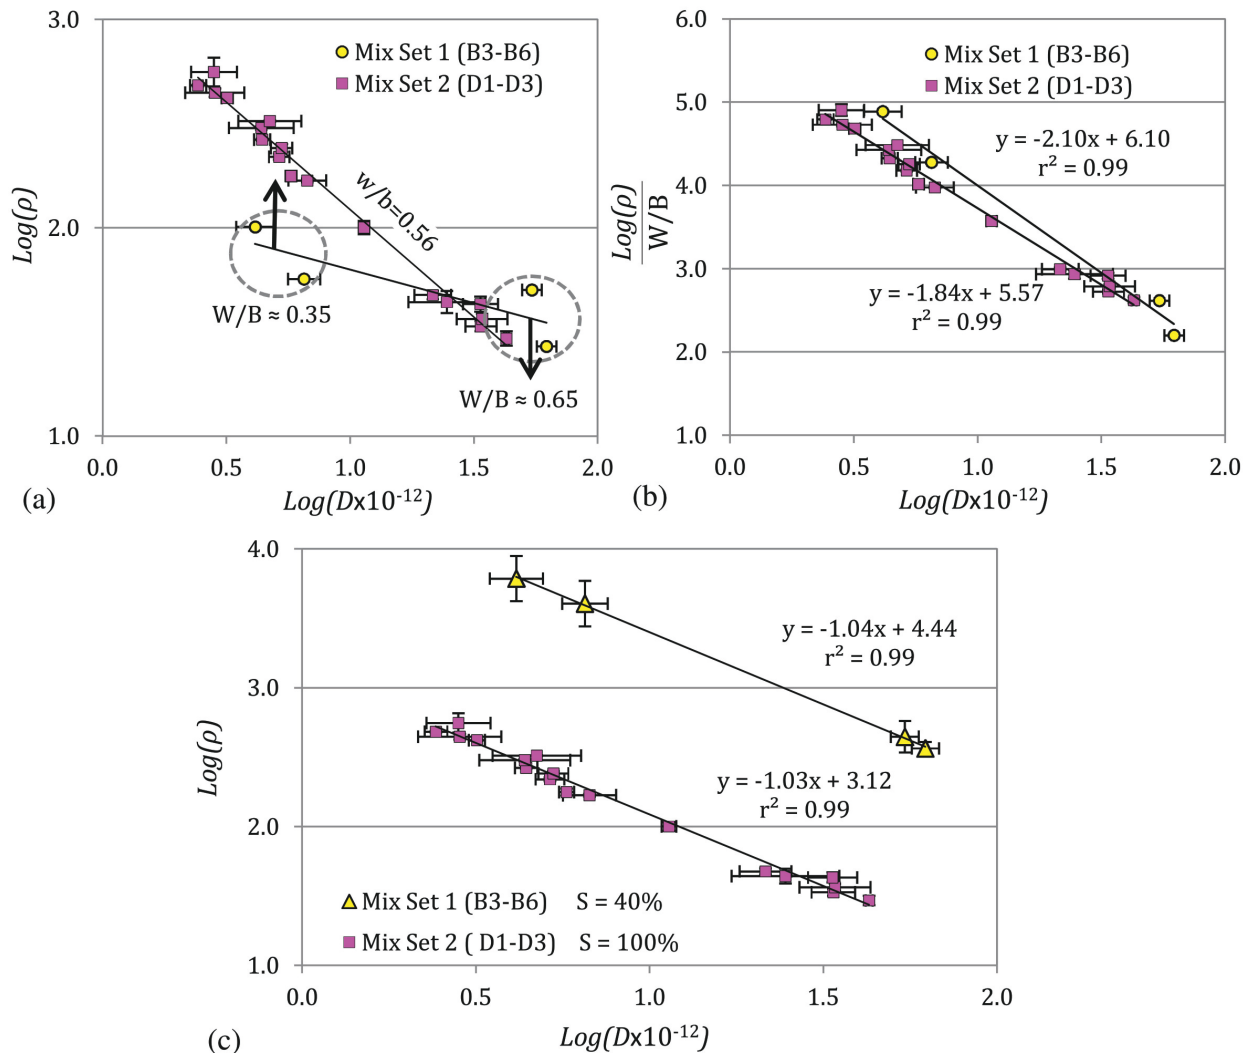 3.0
2.0
1.0
Log(ρ)
Mix Set 1 (B3-B6)
Mix Set 2 (D1-D3)
w/b=0.56
W/B ≈ 0.35
W/B ≈ 0.65
0.0 0.5 1.0 1.5 2.0
Log(Dx10⁻¹²)
(a)
6.0
5.0
4.0
3.0
2.0
1.0
Log(ρ)
W/B
Mix Set 1 (B3-B6)
Mix Set 2 (D1-D3)
y = -2.10x + 6.10
r² = 0.99
y = -1.84x + 5.57
r² = 0.99
0.0 0.5 1.0 1.5 2.0
Log(Dx10⁻¹²)
(b)
4.0
3.0
2.0
1.0
Log(ρ)
y = -1.04x + 4.44
r² = 0.99
y = -1.03x + 3.12
r² = 0.99
Mix Set 1 (B3-B6) S = 40%
Mix Set 2 ( D1-D3) S = 100%
0.0 0.5 1.0 1.5 2.0
Log(Dx10⁻¹²)
(c)